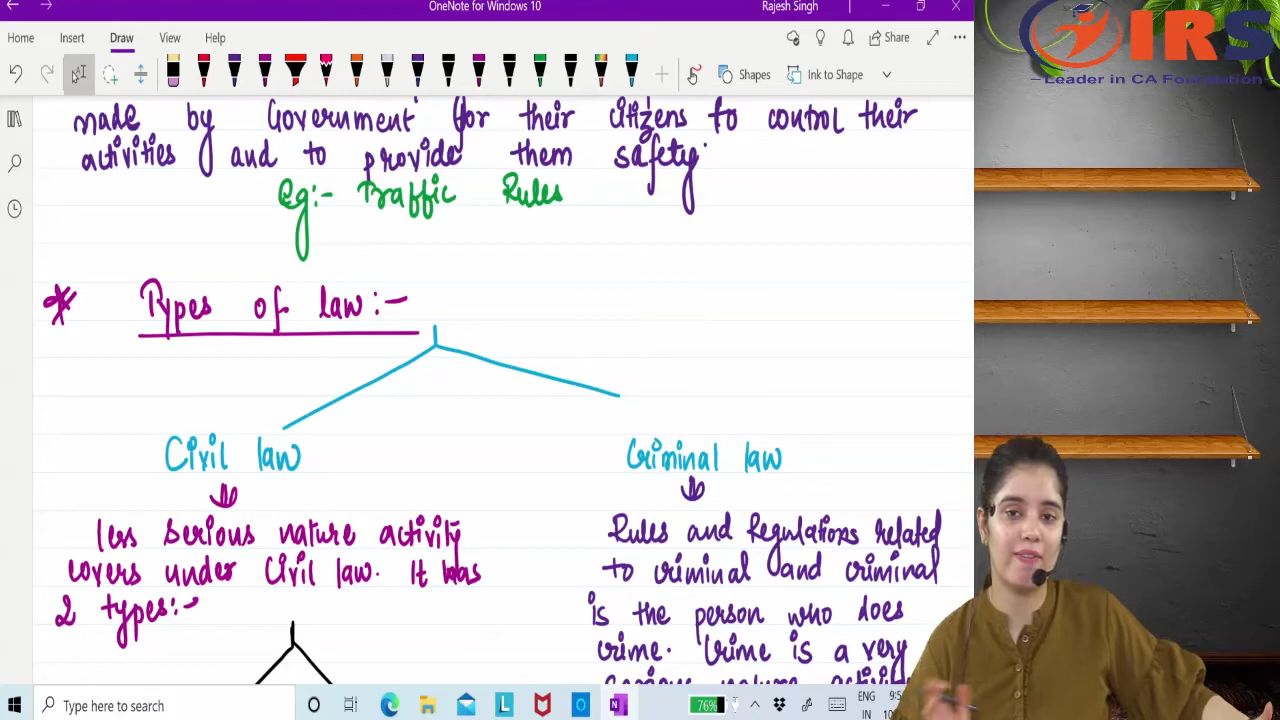 OneNote for Windows 10
Rajesh Singh
Home Insert Draw View Help
Share
Shapes
Ink to Shape
IRS
Leader in CA Foundation
made by Government for their citizens to control their
activities and to provide them safety.
Eg:- Traffic Rules
* Types of law:-
Civil law
Criminal law
less serious nature activity
covers under Civil law. It has
2 types:-
Rules and Regulations related
to criminal and criminal
is the person who does
crime. Crime is a very
serious nature
Type here to search
76%
ENG
IN